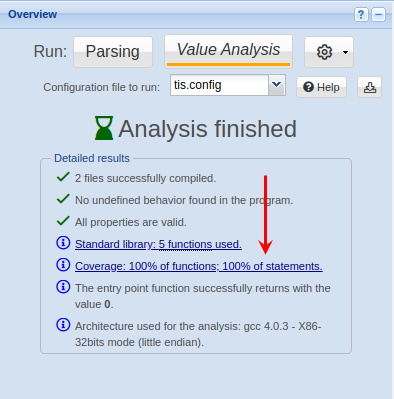 Overview
Run: Parsing Value Analysis
Configuration file to run: tis.config Help
Analysis finished
Detailed results
2 files successfully compiled.
No undefined behavior found in the program.
All properties are valid.
Standard library: 5 functions used.
Coverage: 100% of functions; 100% of statements.
The entry point function successfully returns with the
value 0.
Architecture used for the analysis: gcc 4.0.3 - X86-
32bits mode (little endian).